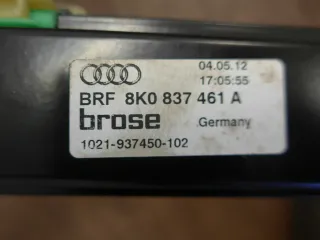 04.05.12
17:05:55
BRF 8K0 837 461 A
brose
Germany
1021-937450-102